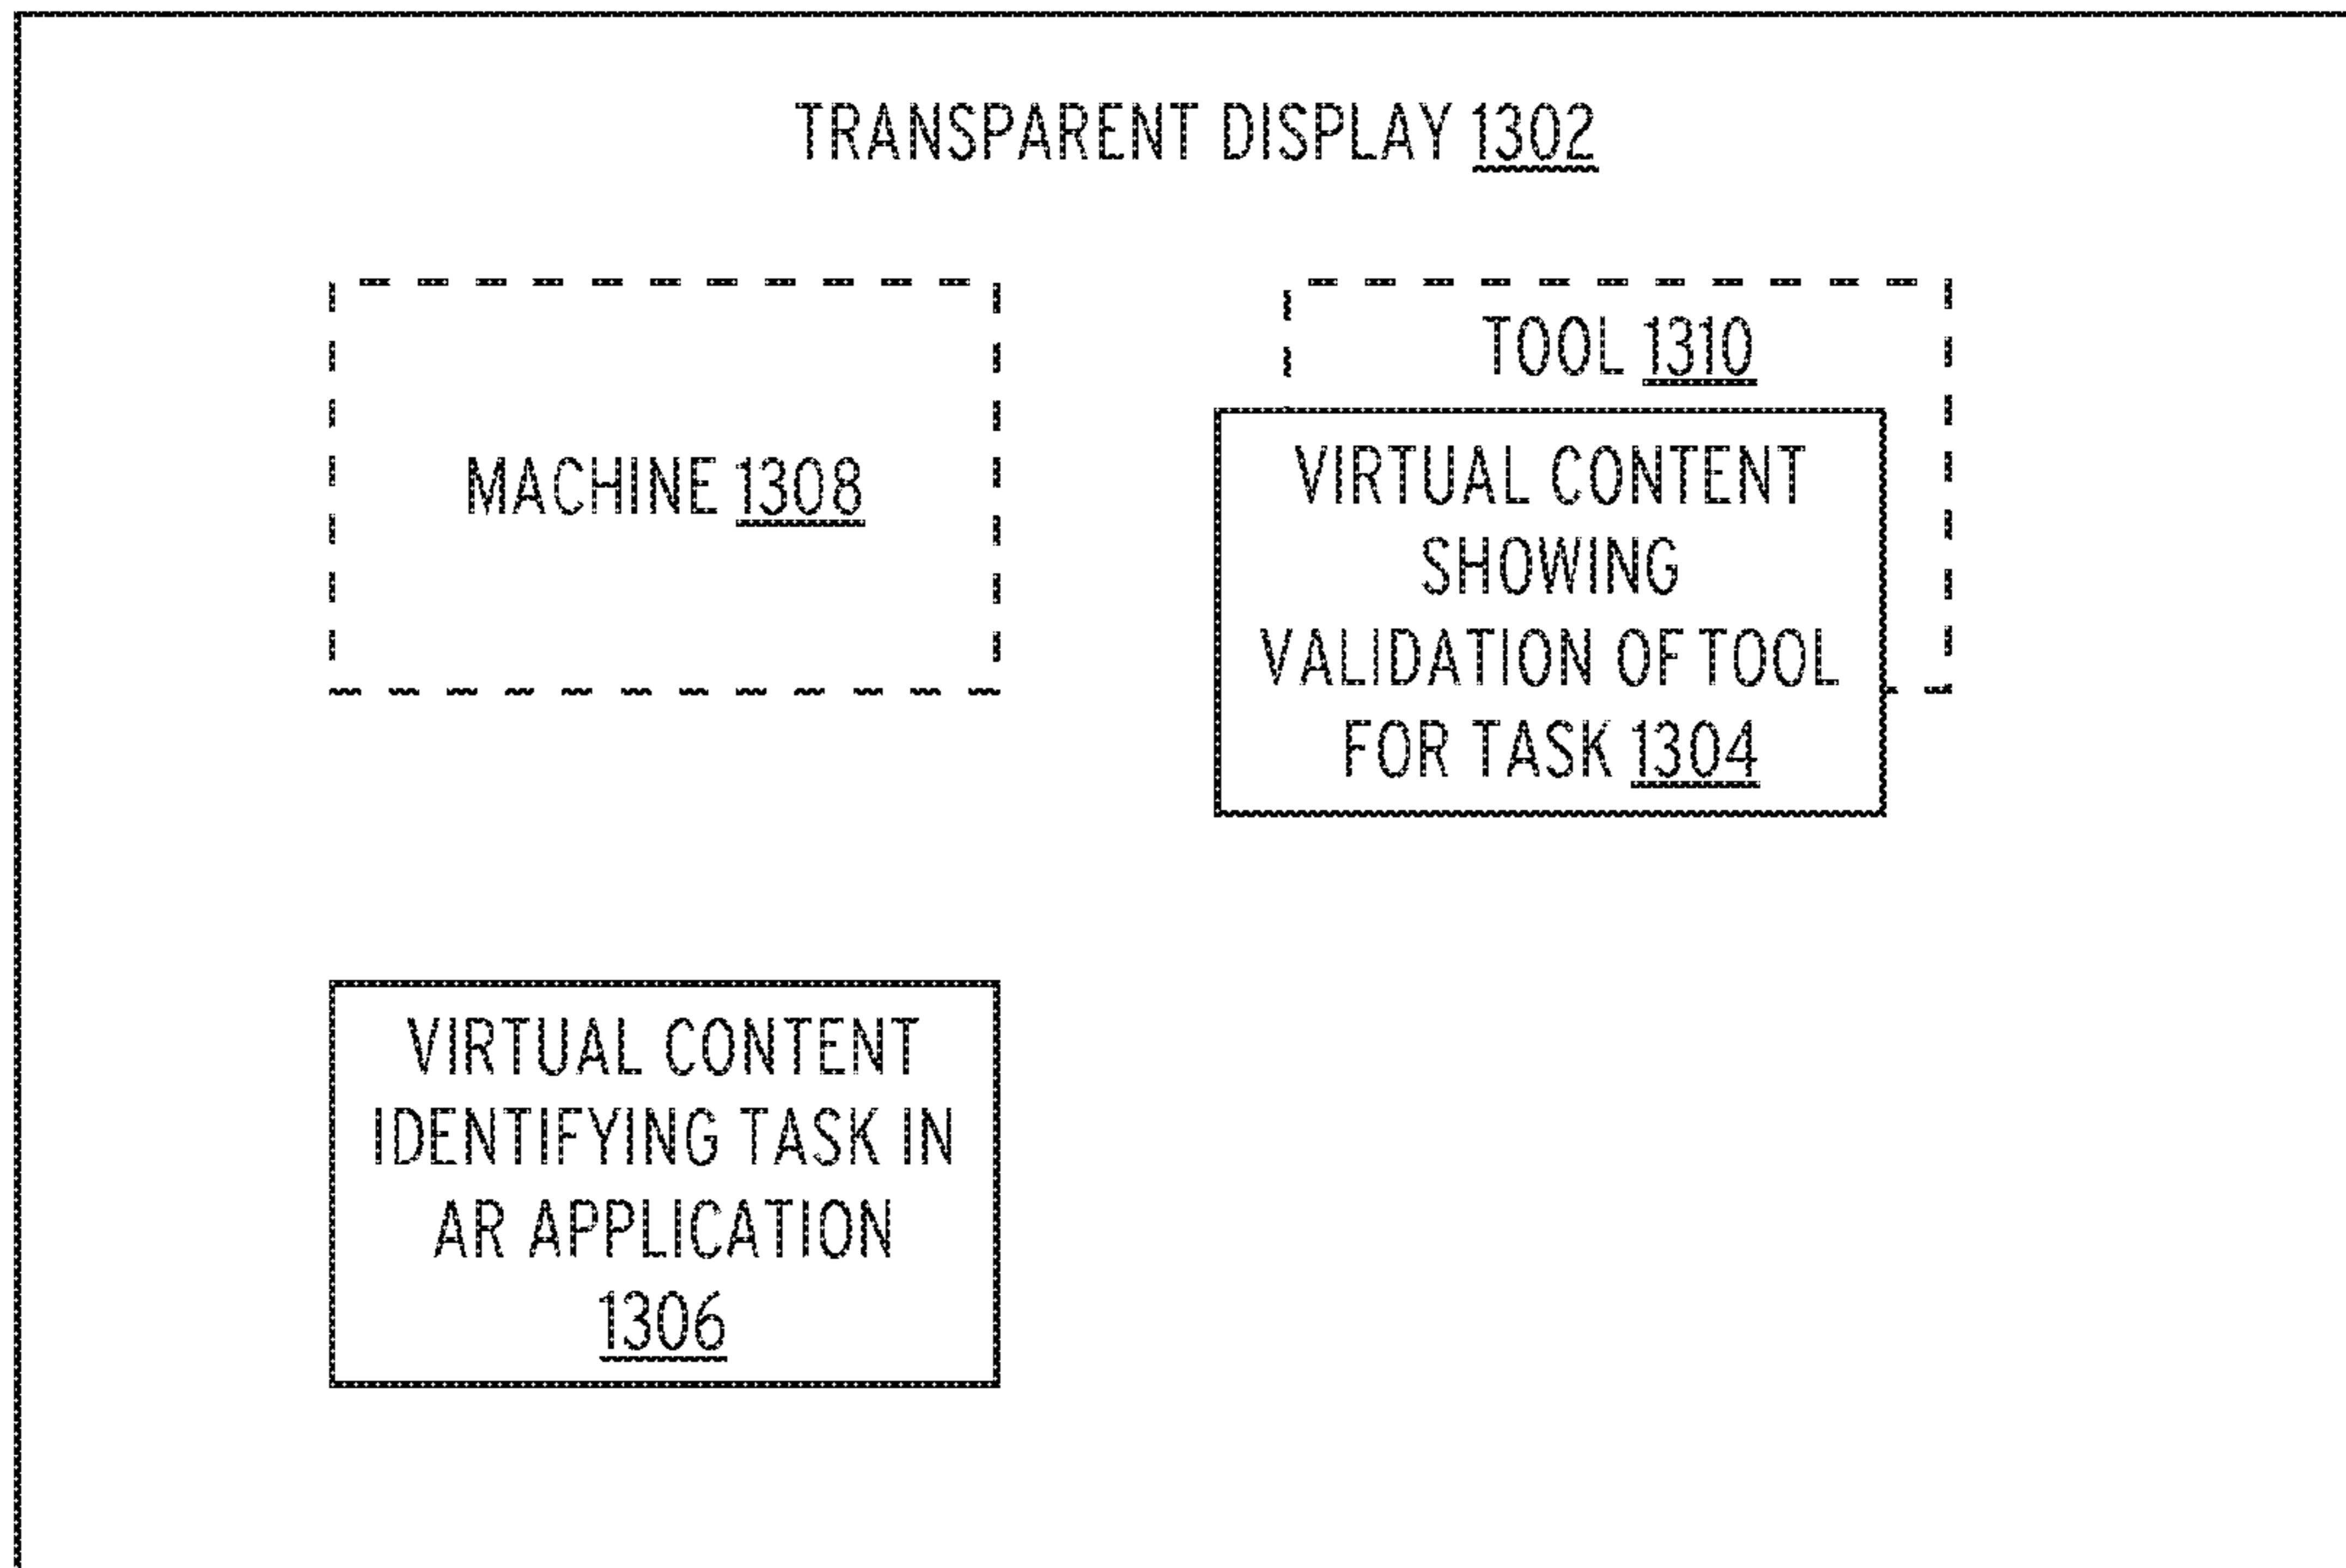 TRANSPARENT DISPLAY 1302
MACHINE 1308
TOOL 1310
VIRTUAL CONTENT
SHOWING
VALIDATION OF TOOL
FOR TASK 1304
VIRTUAL CONTENT
IDENTIFYING TASK IN
AR APPLICATION
1306